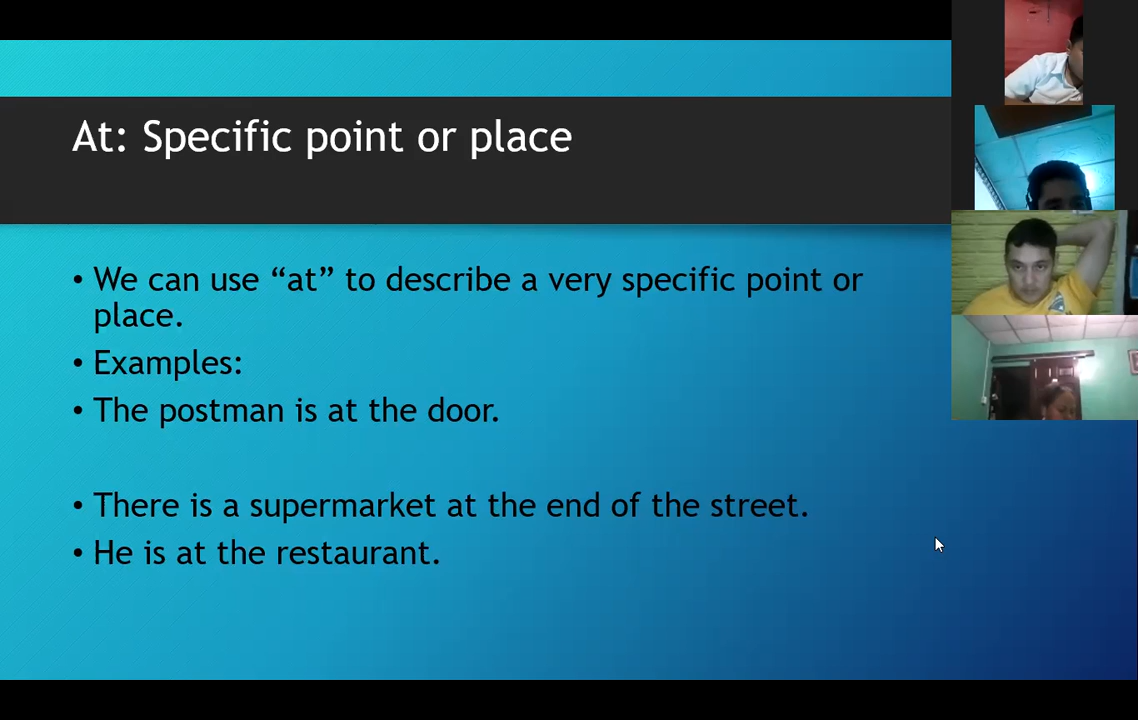 At: Specific point or place
• We can use “at” to describe a very specific point or
place.
• Examples:
• The postman is at the door.
• There is a supermarket at the end of the street.
• He is at the restaurant.